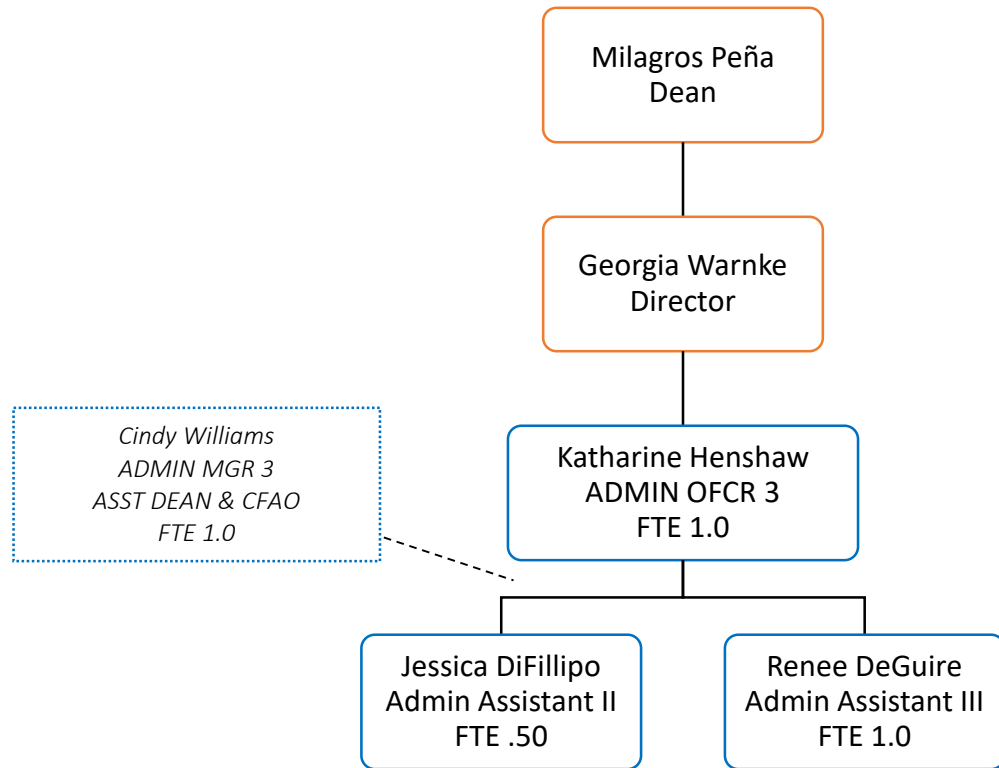 Milagros Peña
Dean
Georgia Warnke
Director
Cindy Williams
ADMIN MGR 3
ASST DEAN & CFAO
FTE 1.0
Katharine Henshaw
ADMIN OFCR 3
FTE 1.0
Jessica DiFillipo
Admin Assistant II
FTE .50
Renee DeGuire
Admin Assistant III
FTE 1.0